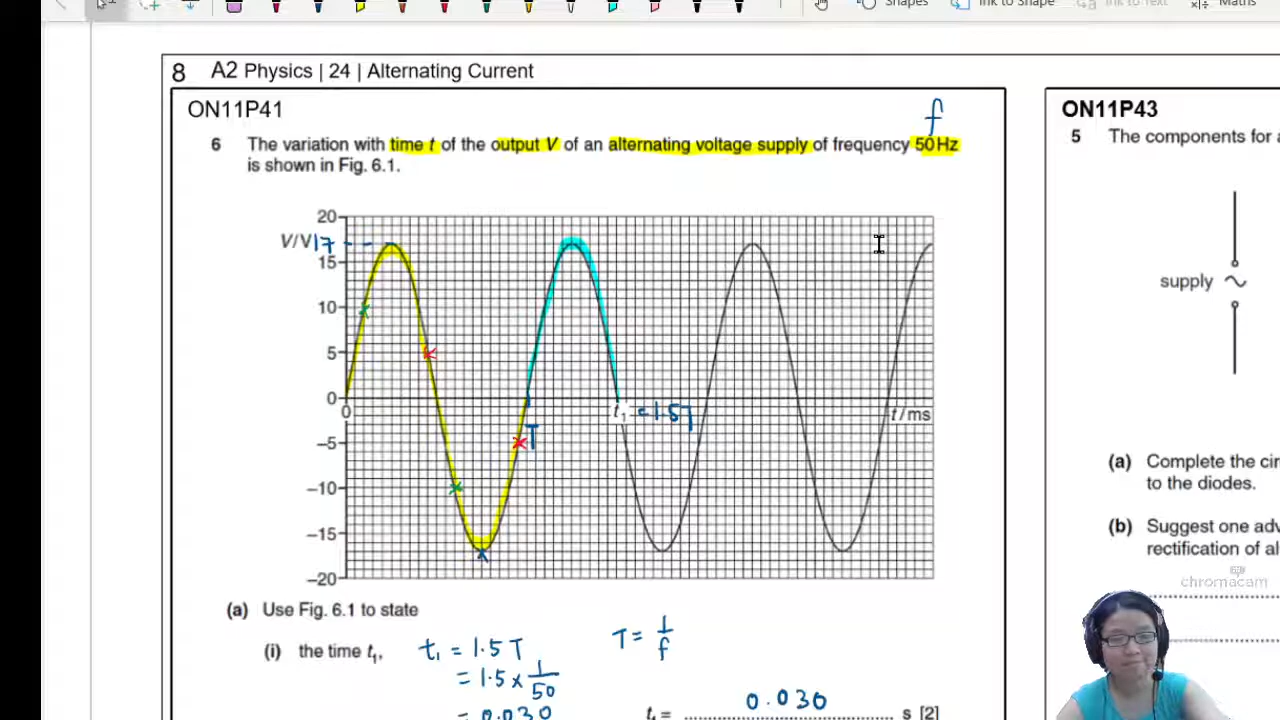 Shapes
Ink to Shape
Ink to Text
Maths
8 A2 Physics | 24 | Alternating Current
ON11P41
f
6 The variation with time t of the output V of an alternating voltage supply of frequency 50 Hz
is shown in Fig. 6.1.
20
V/V 17
15
10
5
0
0
t₁ = 1.5T
t/ms
T
−5
−10
−15
−20
(a) Use Fig. 6.1 to state
(i) the time t₁,
t₁ = 1.5 T
= 1.5 × 1/50
= 0.030
T = 1/f
0.030
t₁ = ........................................ s [2]
ON11P43
5 The components for a
supply
(a) Complete the cir
to the diodes.
(b) Suggest one adv
rectification of al
chromacam